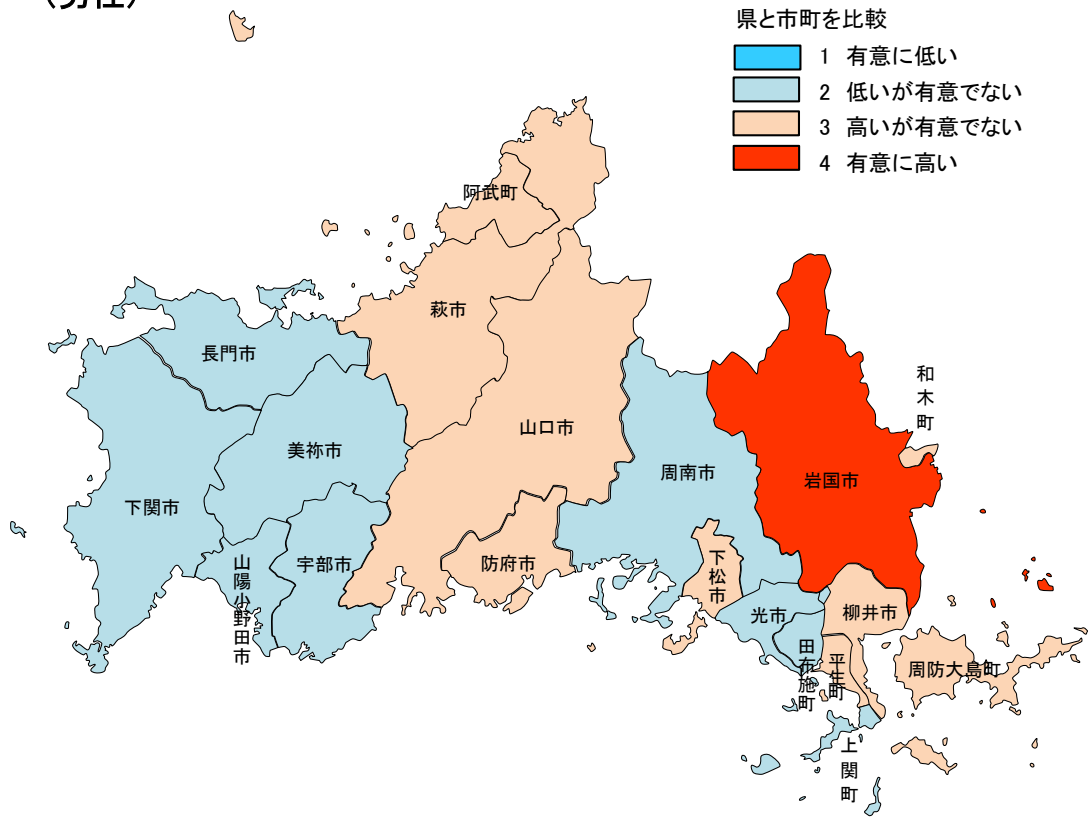 （男性）
県と市町を比較
1 有意に低い
2 低いが有意でない
3 高いが有意でない
4 有意に高い
阿武町
萩市
長門市
和木町
山口市
美祢市
周南市
岩国市
下関市
山陽小野田市
宇部市
防府市
下松市
光市
柳井市
田布施町
平生町
周防大島町
上関町